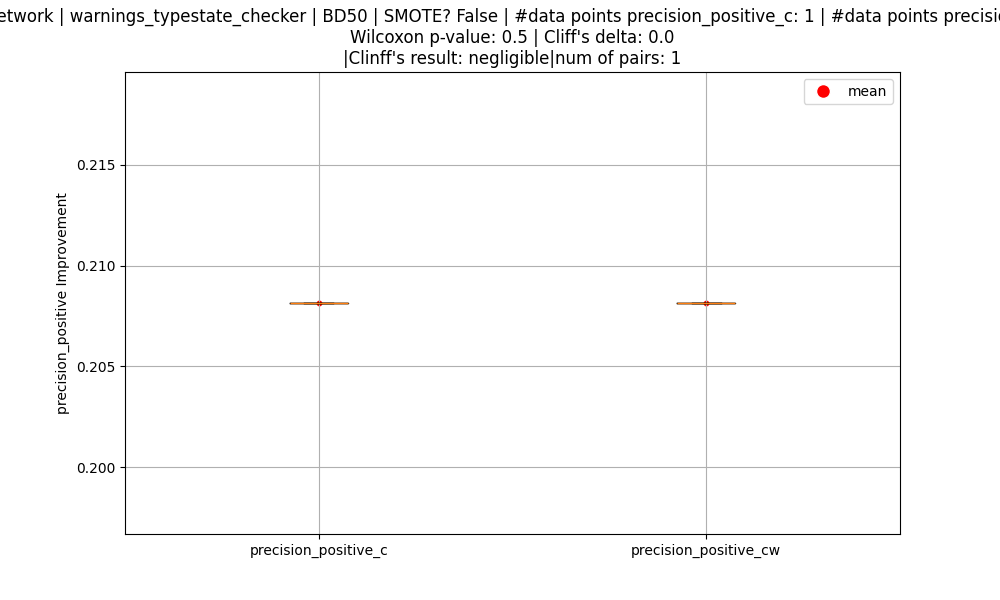 | warnings_typestate_checker | BD50 | SMOTE? False | #data points precision_positive_c: 1 | #data points
Wilcoxon p-value: 0.5 | Cliff's delta: 0.0
|Clinff's result: negligible|num of pairs: 1
mean
0.215
0.210
0.205
0.200
precision_positive Improvement
precision_positive_c
precision_positive_cw